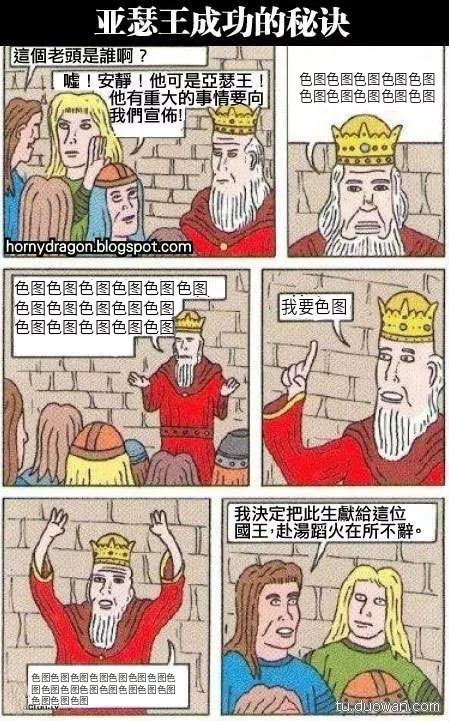 亚瑟王成功的秘诀
這個老頭是誰啊？
噓！安靜！他可是亞瑟王！
他有重大的事情要向
我們宣佈!
hornydragon.blogspot.com
色图色图色图色图色图
色图色图色图色图色图
色图色图色图色图色图色图
色图色图色图色图色图
色图色图色图色图色图
我要色图
色图色图色图色图色图色图色图色
图色图色图色图色图色图色图色图
色图色图色图
我決定把此生獻給這位
國王，赴湯蹈火在所不辭。
tu.duowan.com